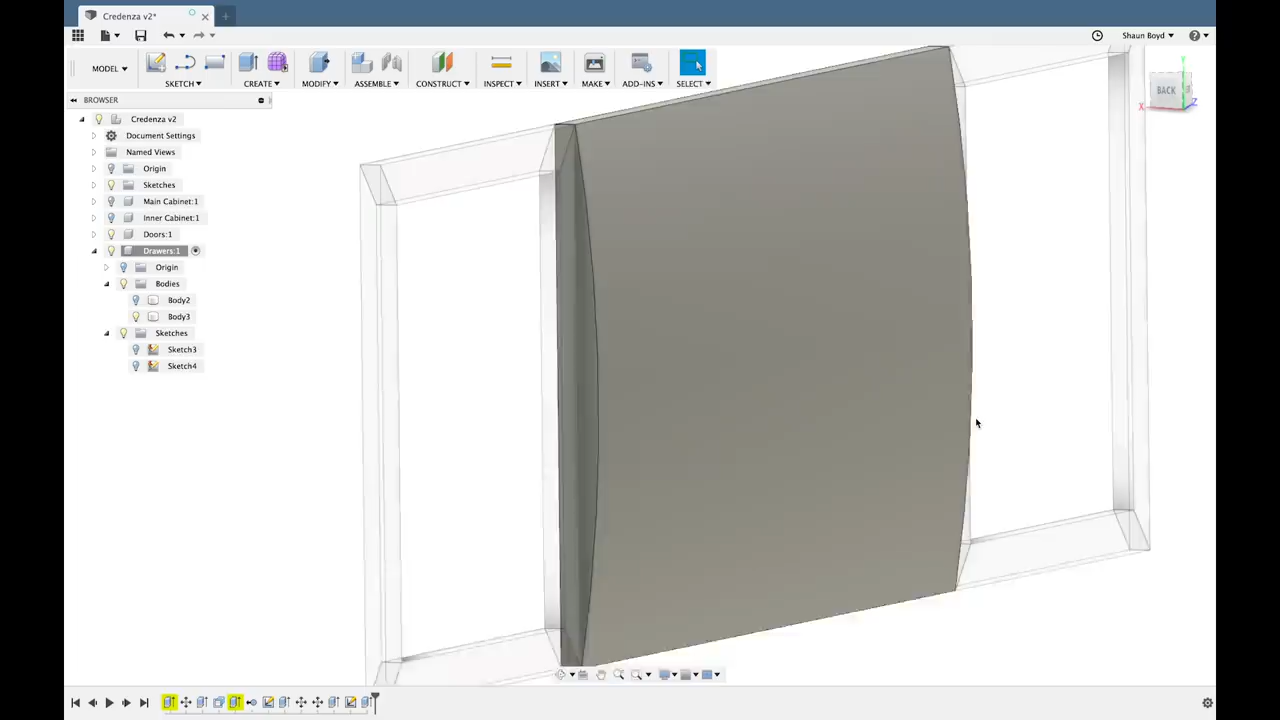 Credenza v2*
Shaun Boyd
MODEL
SKETCH
CREATE
MODIFY
ASSEMBLE
CONSTRUCT
INSPECT
INSERT
MAKE
ADD-INS
SELECT
BROWSER
Credenza v2
Document Settings
Named Views
Origin
Sketches
Main Cabinet:1
Inner Cabinet:1
Doors:1
Drawers:1
Origin
Bodies
Body2
Body3
Sketches
Sketch3
Sketch4
BACK
X
Y
Z